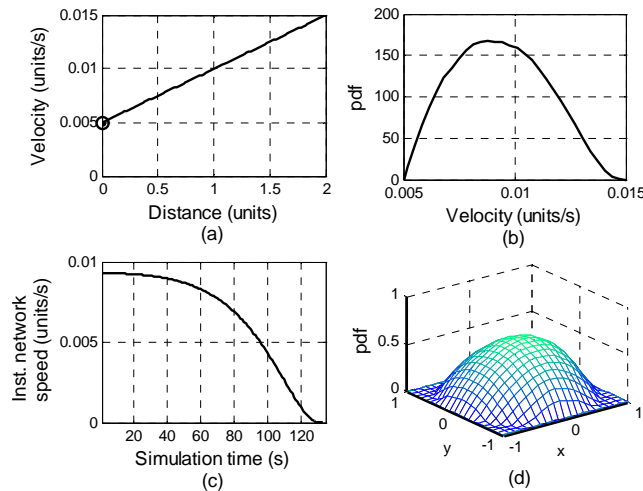 0.015
0.01
0.005
0
Velocity (units/s)
0 0.5 1 1.5 2
Distance (units)
(a)
200
150
100
50
0
pdf
0.005 0.01 0.015
Velocity (units/s)
(b)
0.01
0.005
0
Inst. network
speed (units/s)
20 40 60 80 100 120
Simulation time (s)
(c)
1
0.5
0
pdf
1
0
-1
y
-1
0
1
x
(d)